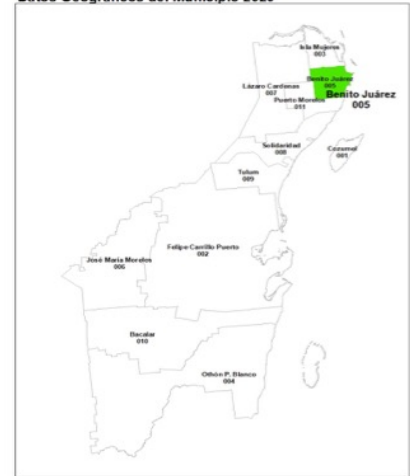 Datos Geográficos del Municipio 2020
Isla Mujeres
003
Benito Juárez
005
Benito Juárez
005
Lázaro Cardenas
007
Puerto Morelos
011
Solidaridad
008
Cozumel
001
Tulum
009
Felipe Carrillo Puerto
002
José María Morelos
006
Bacalar
010
Othón P. Blanco
004